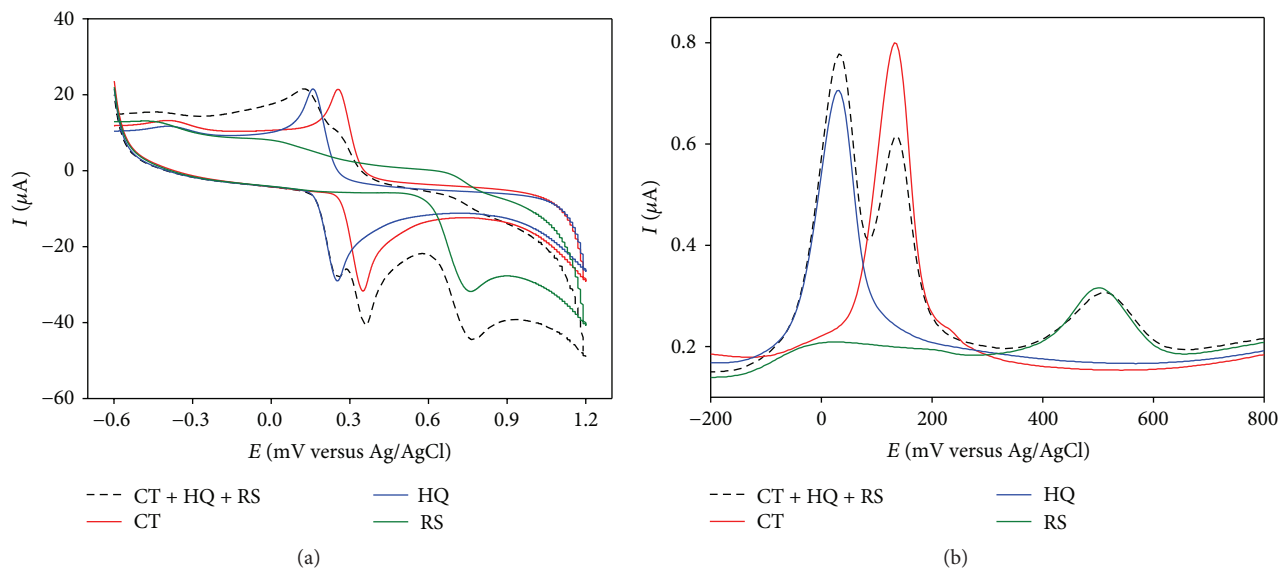 40
20
0
−20
−40
−60
I (μA)
−0.6
−0.3
0.0
0.3
0.6
0.9
1.2
E (mV versus Ag/AgCl)
CT + HQ + RS
HQ
CT
RS
(a)
0.8
0.6
0.4
0.2
I (μA)
−200
0
200
400
600
800
E (mV versus Ag/AgCl)
CT + HQ + RS
HQ
CT
RS
(b)